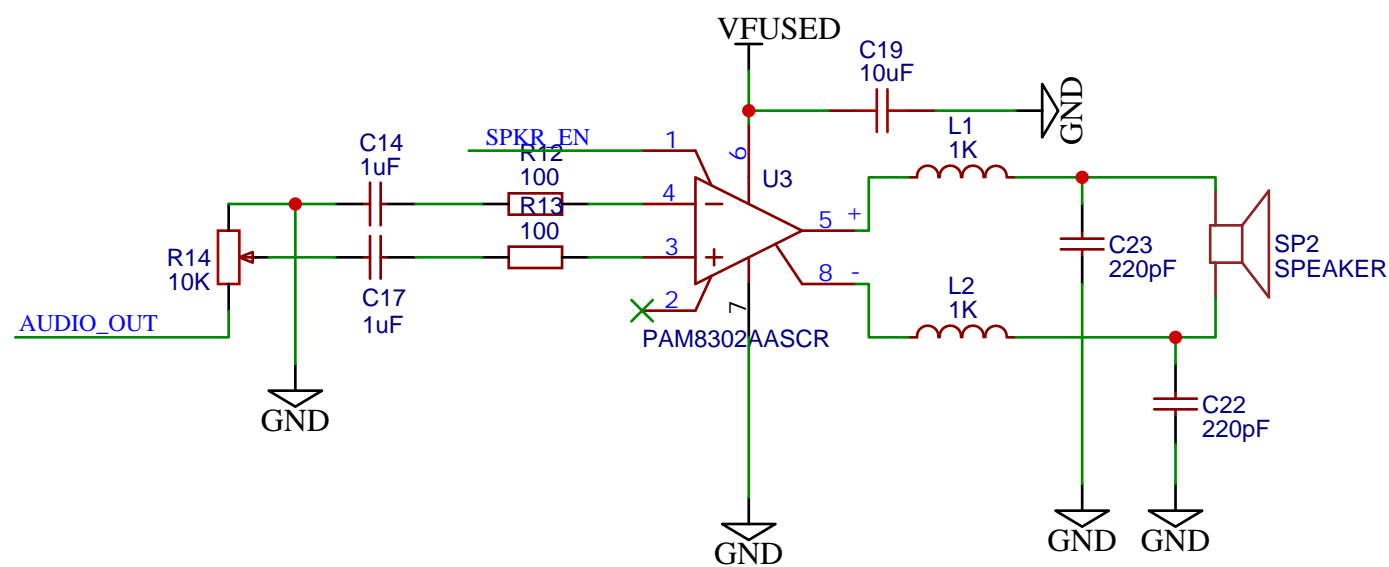 VFUSED
C19
10uF
GND
SPKR_EN
1
C14
1uF
R12
100
6
U3
L1
1K
4
−
R13
100
5
+
R14
10K
3
+
C23
220pF
SP2
SPEAKER
C17
1uF
2
7
8
-
L2
1K
AUDIO_OUT
PAM8302AASCR
C22
220pF
GND
GND
GND
GND